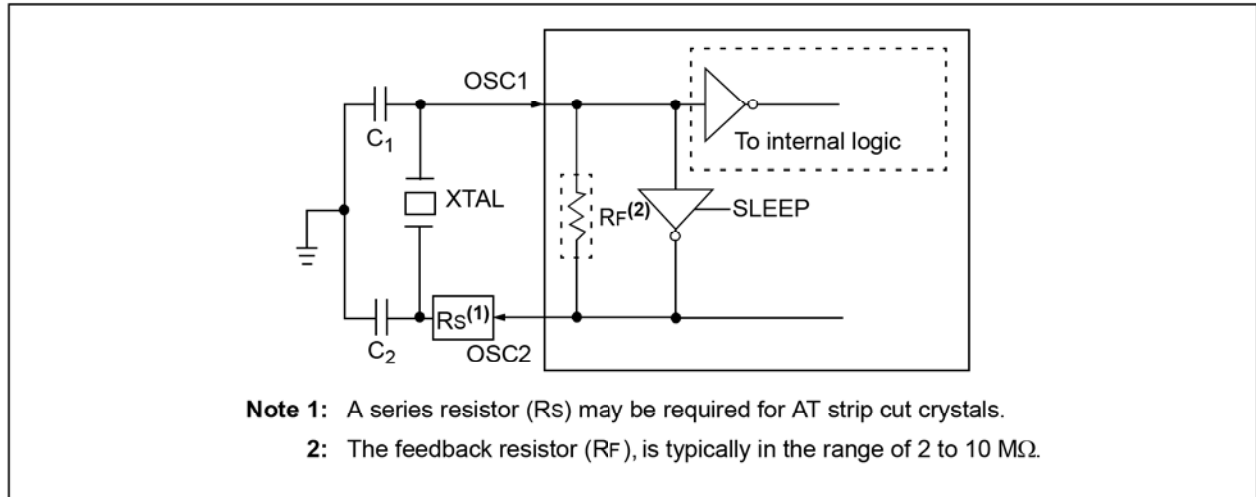 OSC1
C1
To internal logic
XTAL
RF(2)
SLEEP
RS(1)
C2
OSC2
Note 1: A series resistor (RS) may be required for AT strip cut crystals.
2: The feedback resistor (RF), is typically in the range of 2 to 10 MΩ.